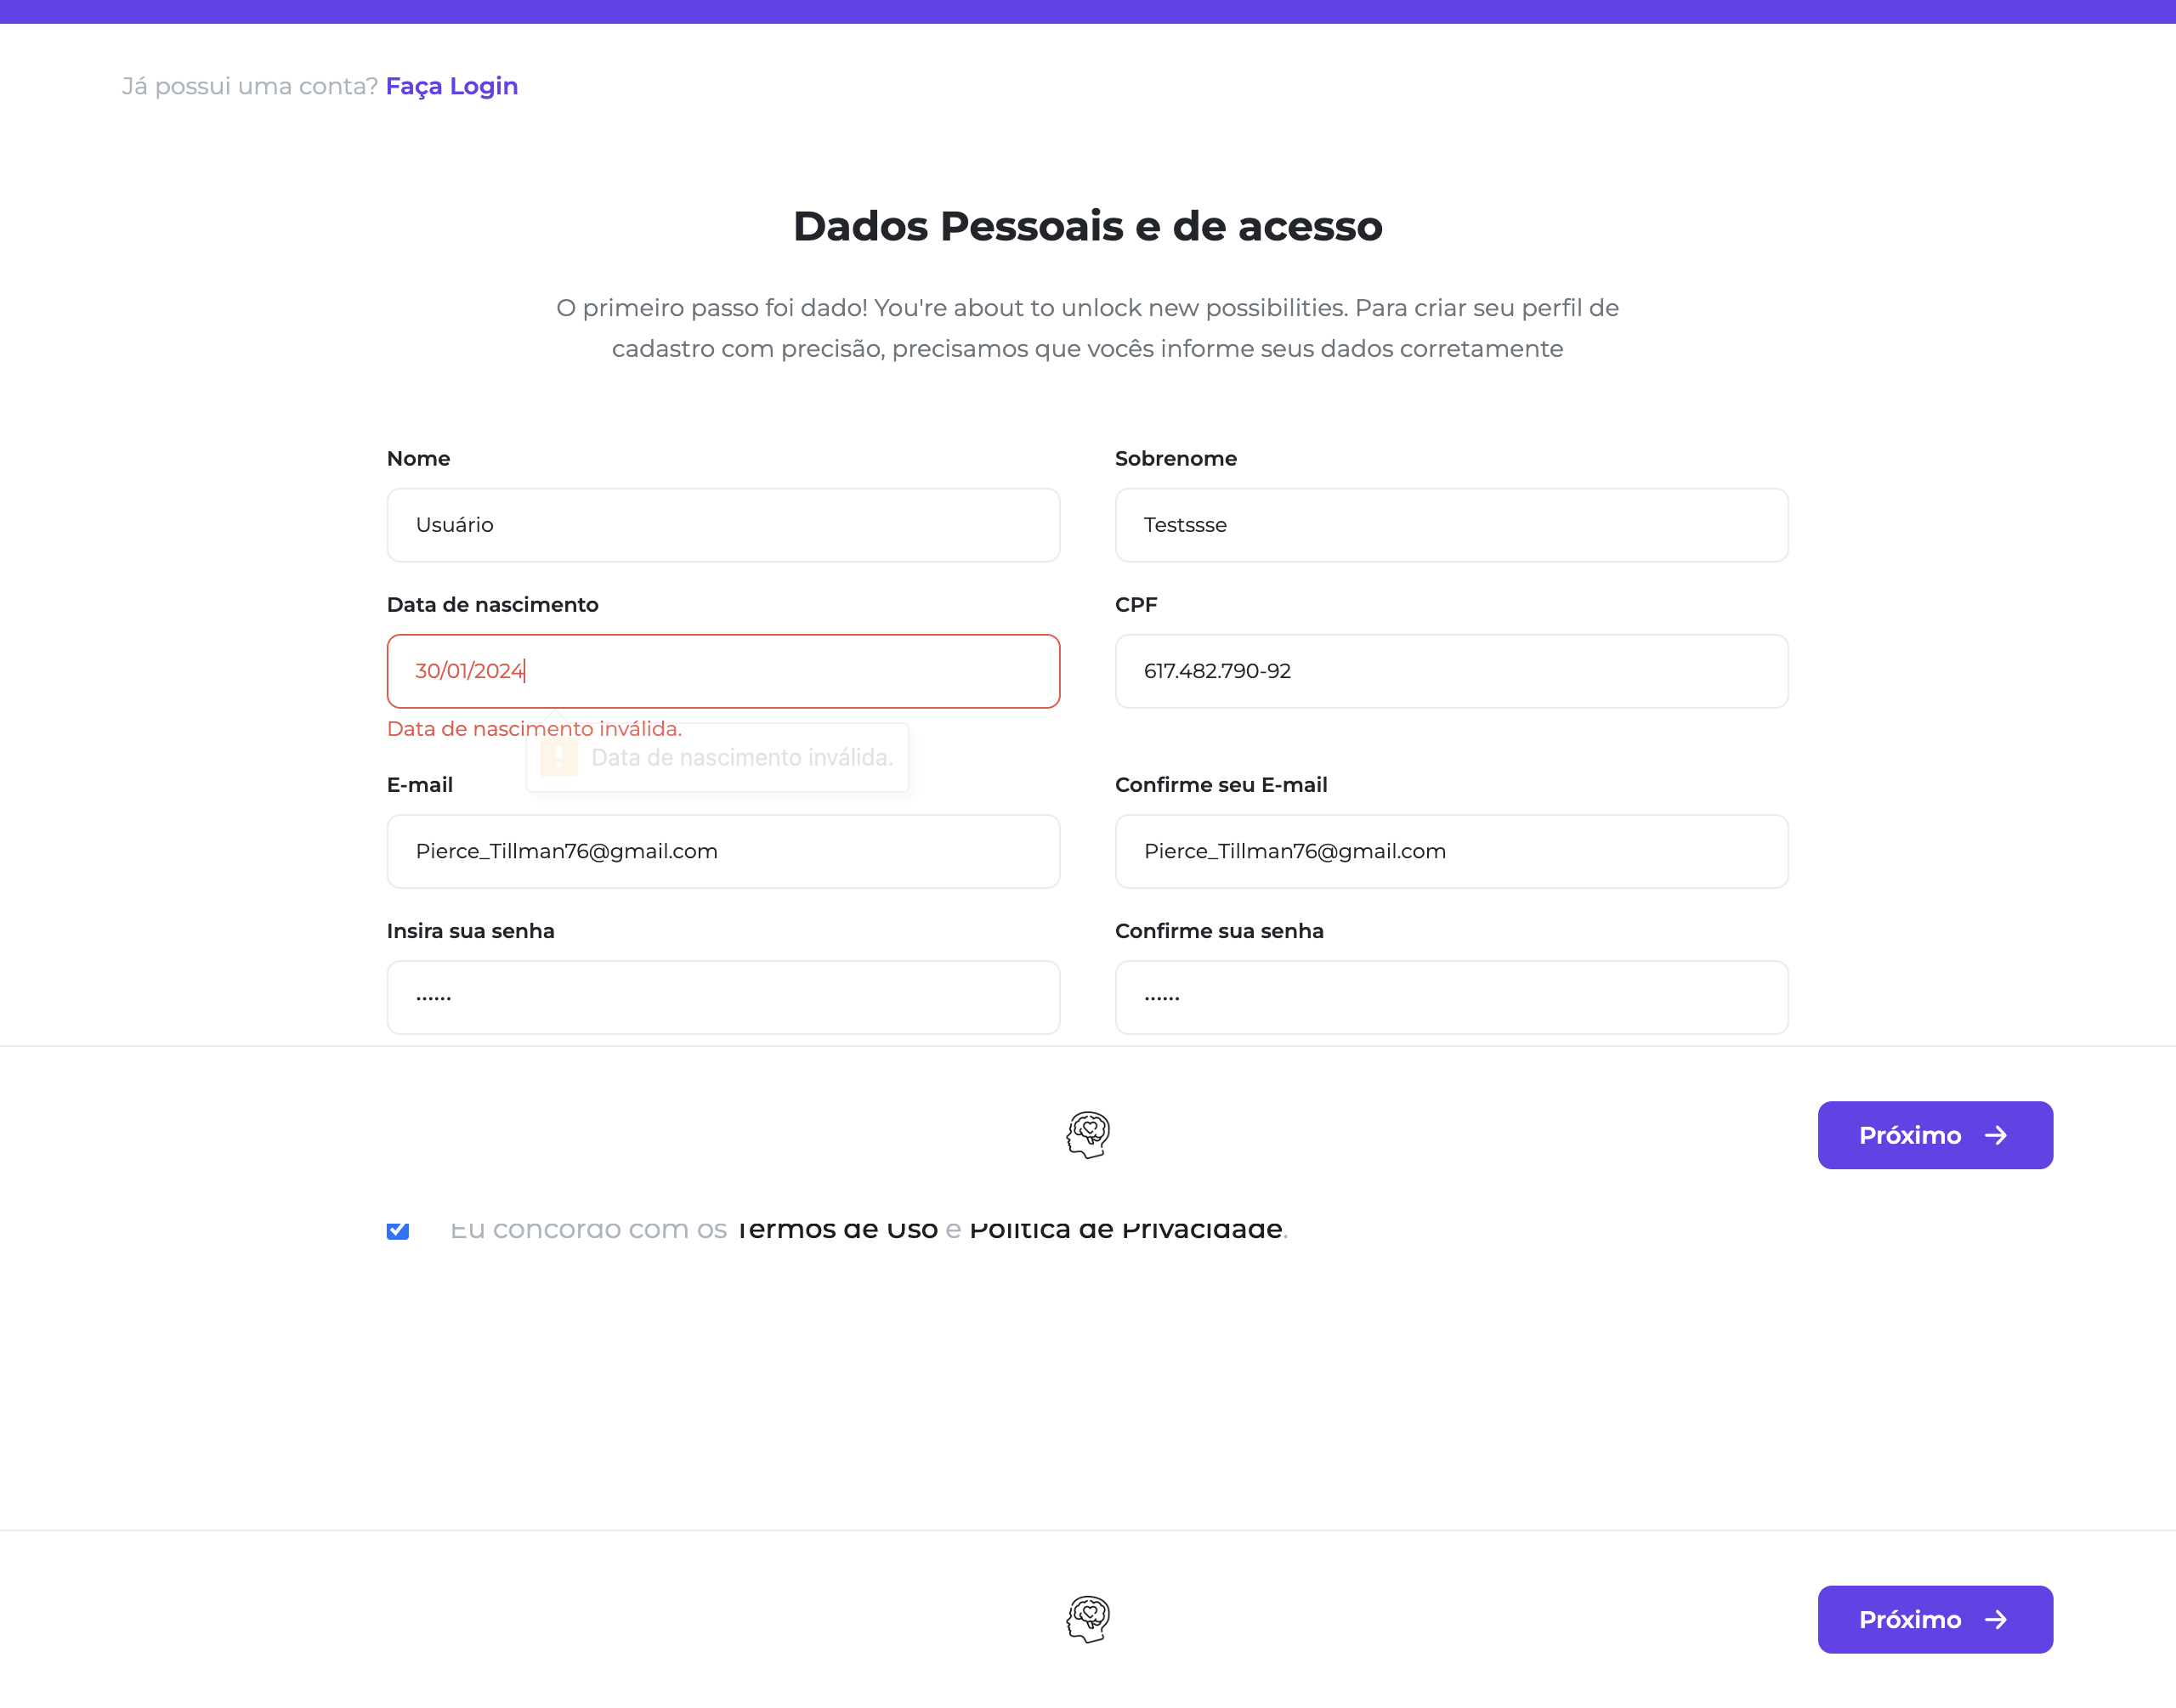 Já possui uma conta? Faça Login
Dados Pessoais e de acesso
O primeiro passo foi dado! You're about to unlock new possibilities. Para criar seu perfil de
cadastro com precisão, precisamos que vocês informe seus dados corretamente
Nome
Usuário
Sobrenome
Testssse
Data de nascimento
30/01/2024
Data de nascimento inválida.
Data de nascimento inválida.
CPF
617.482.790-92
E-mail
Pierce_Tillman76@gmail.com
Confirme seu E-mail
Pierce_Tillman76@gmail.com
Insira sua senha
••••••
Confirme sua senha
••••••
Próximo
Eu concordo com os Termos de Uso e Política de Privacidade.
Próximo